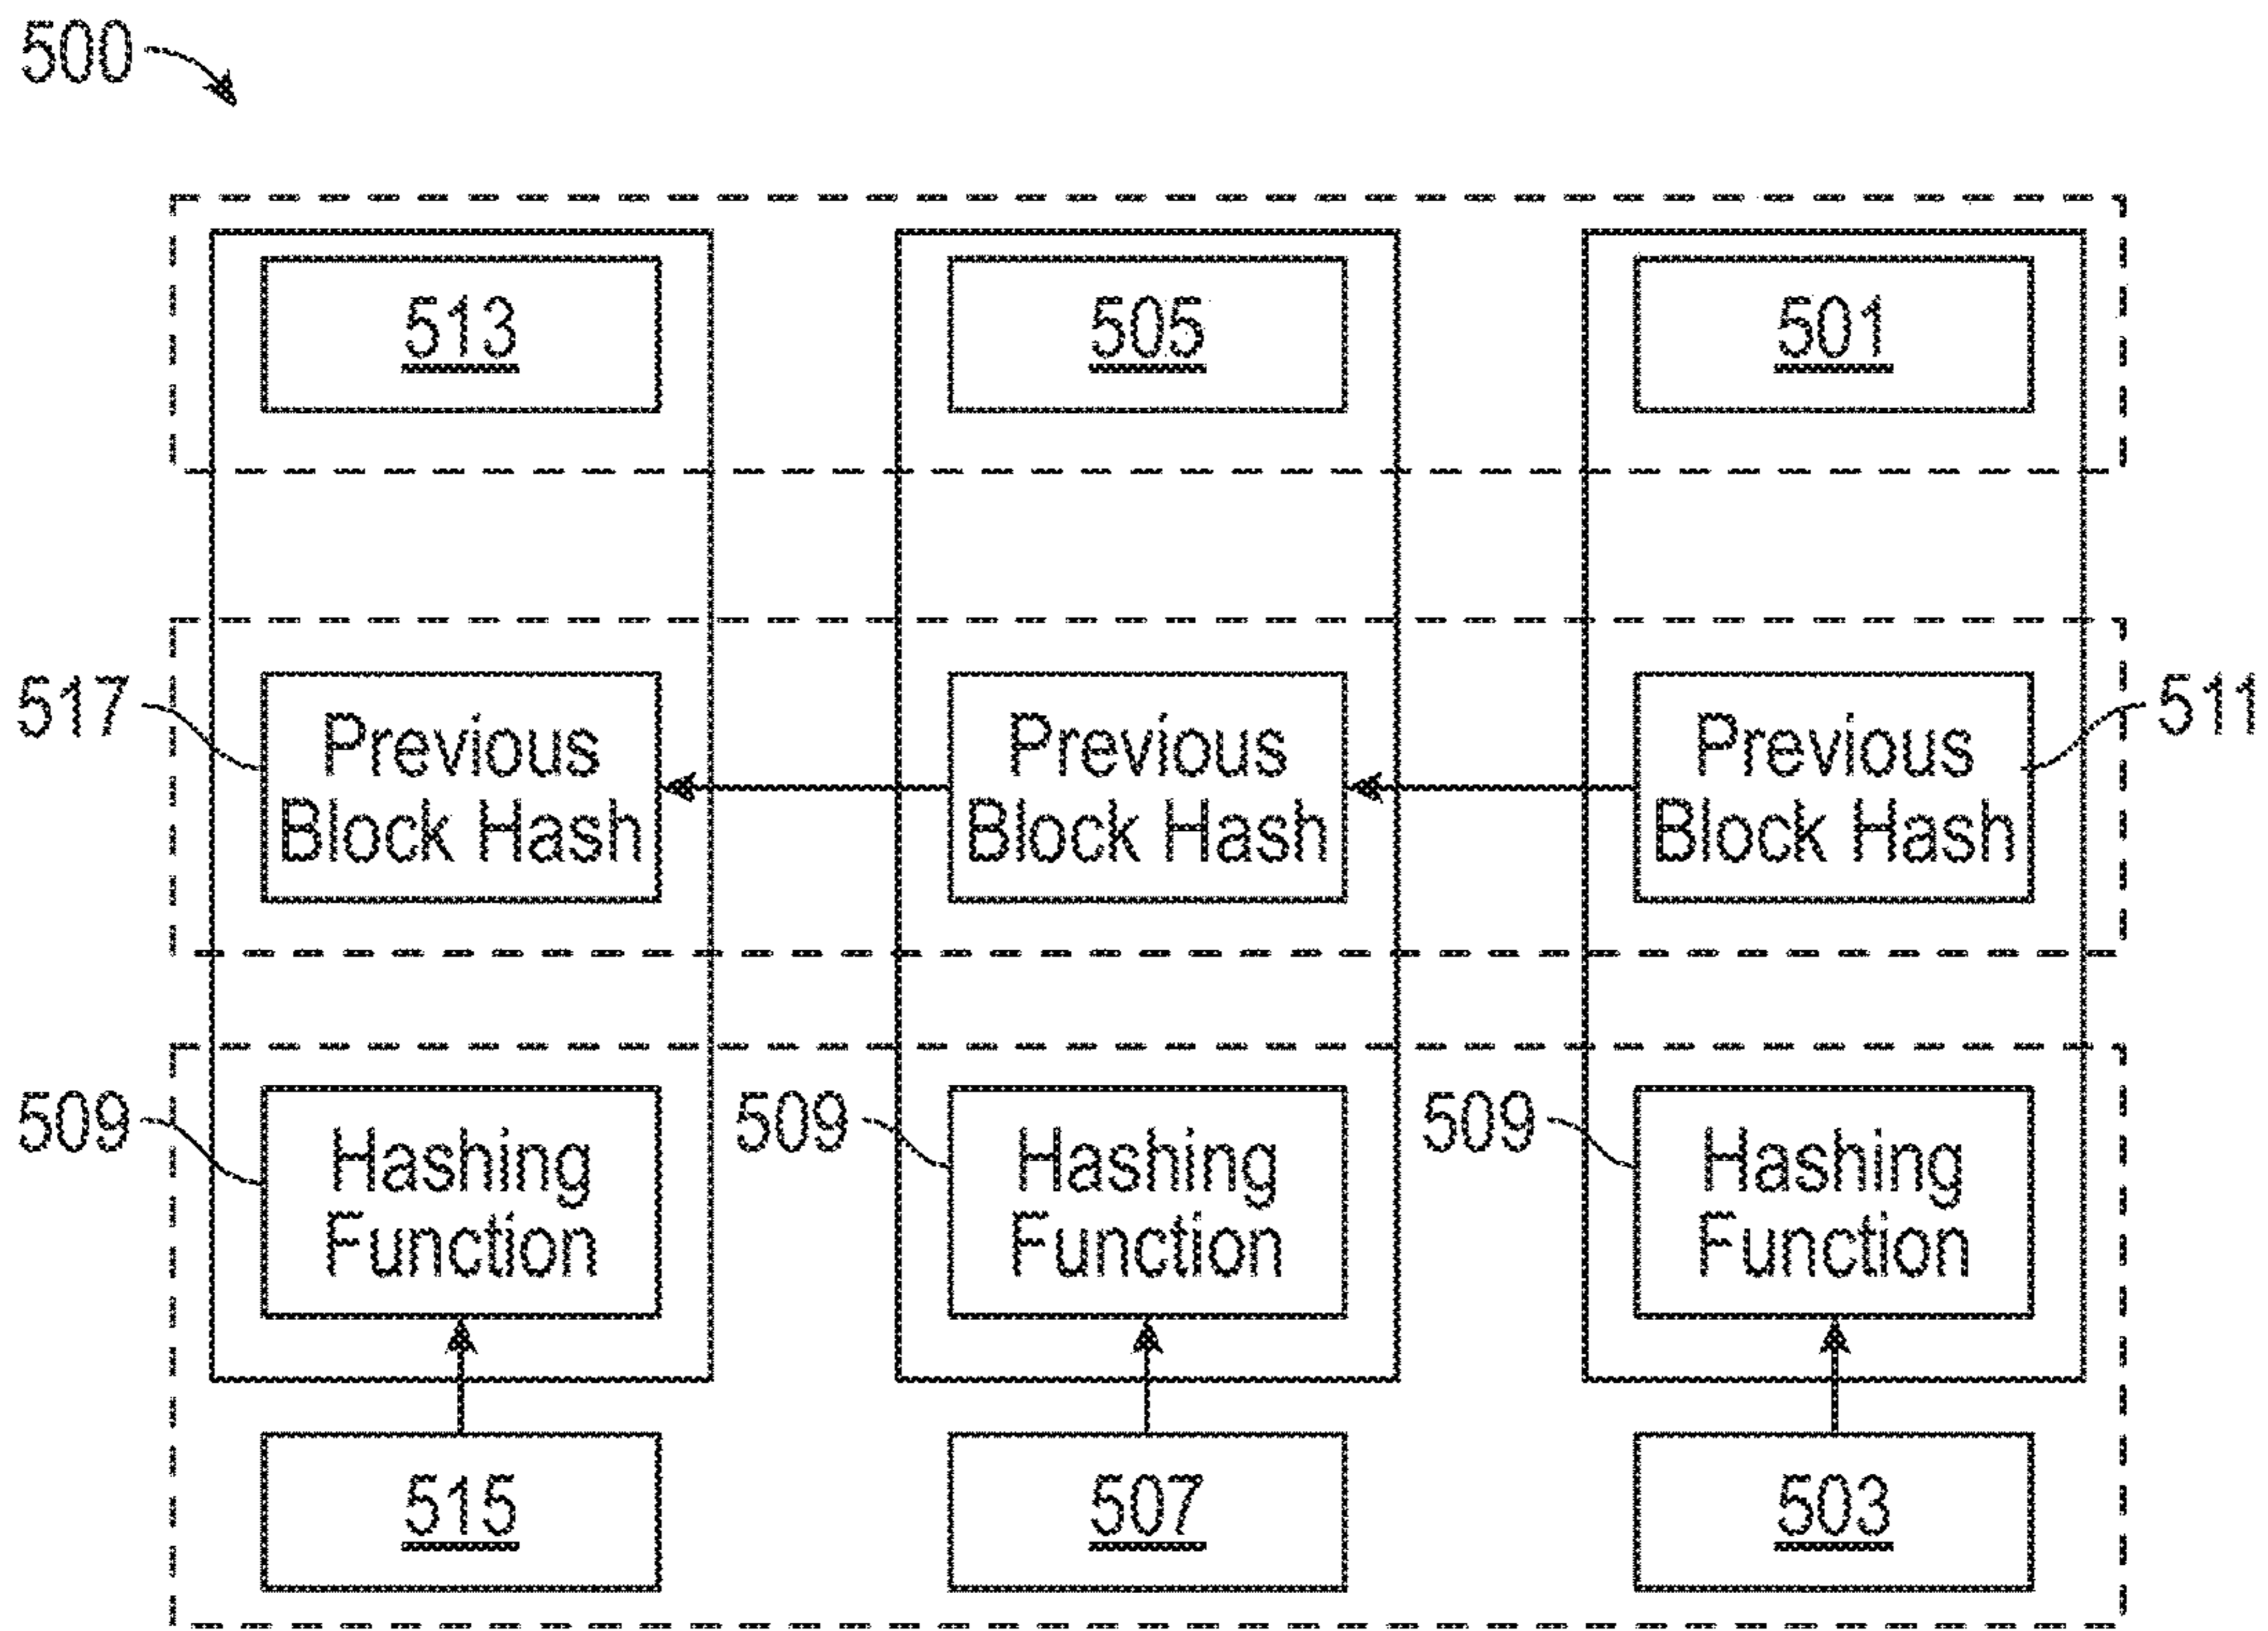 500
513
505
501
517
Previous
Block Hash
Previous
Block Hash
Previous
Block Hash
511
509
Hashing
Function
509
Hashing
Function
509
Hashing
Function
515
507
503